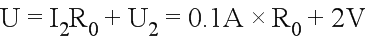 U = I₂R₀ + U₂ = 0.1A × R₀ + 2V